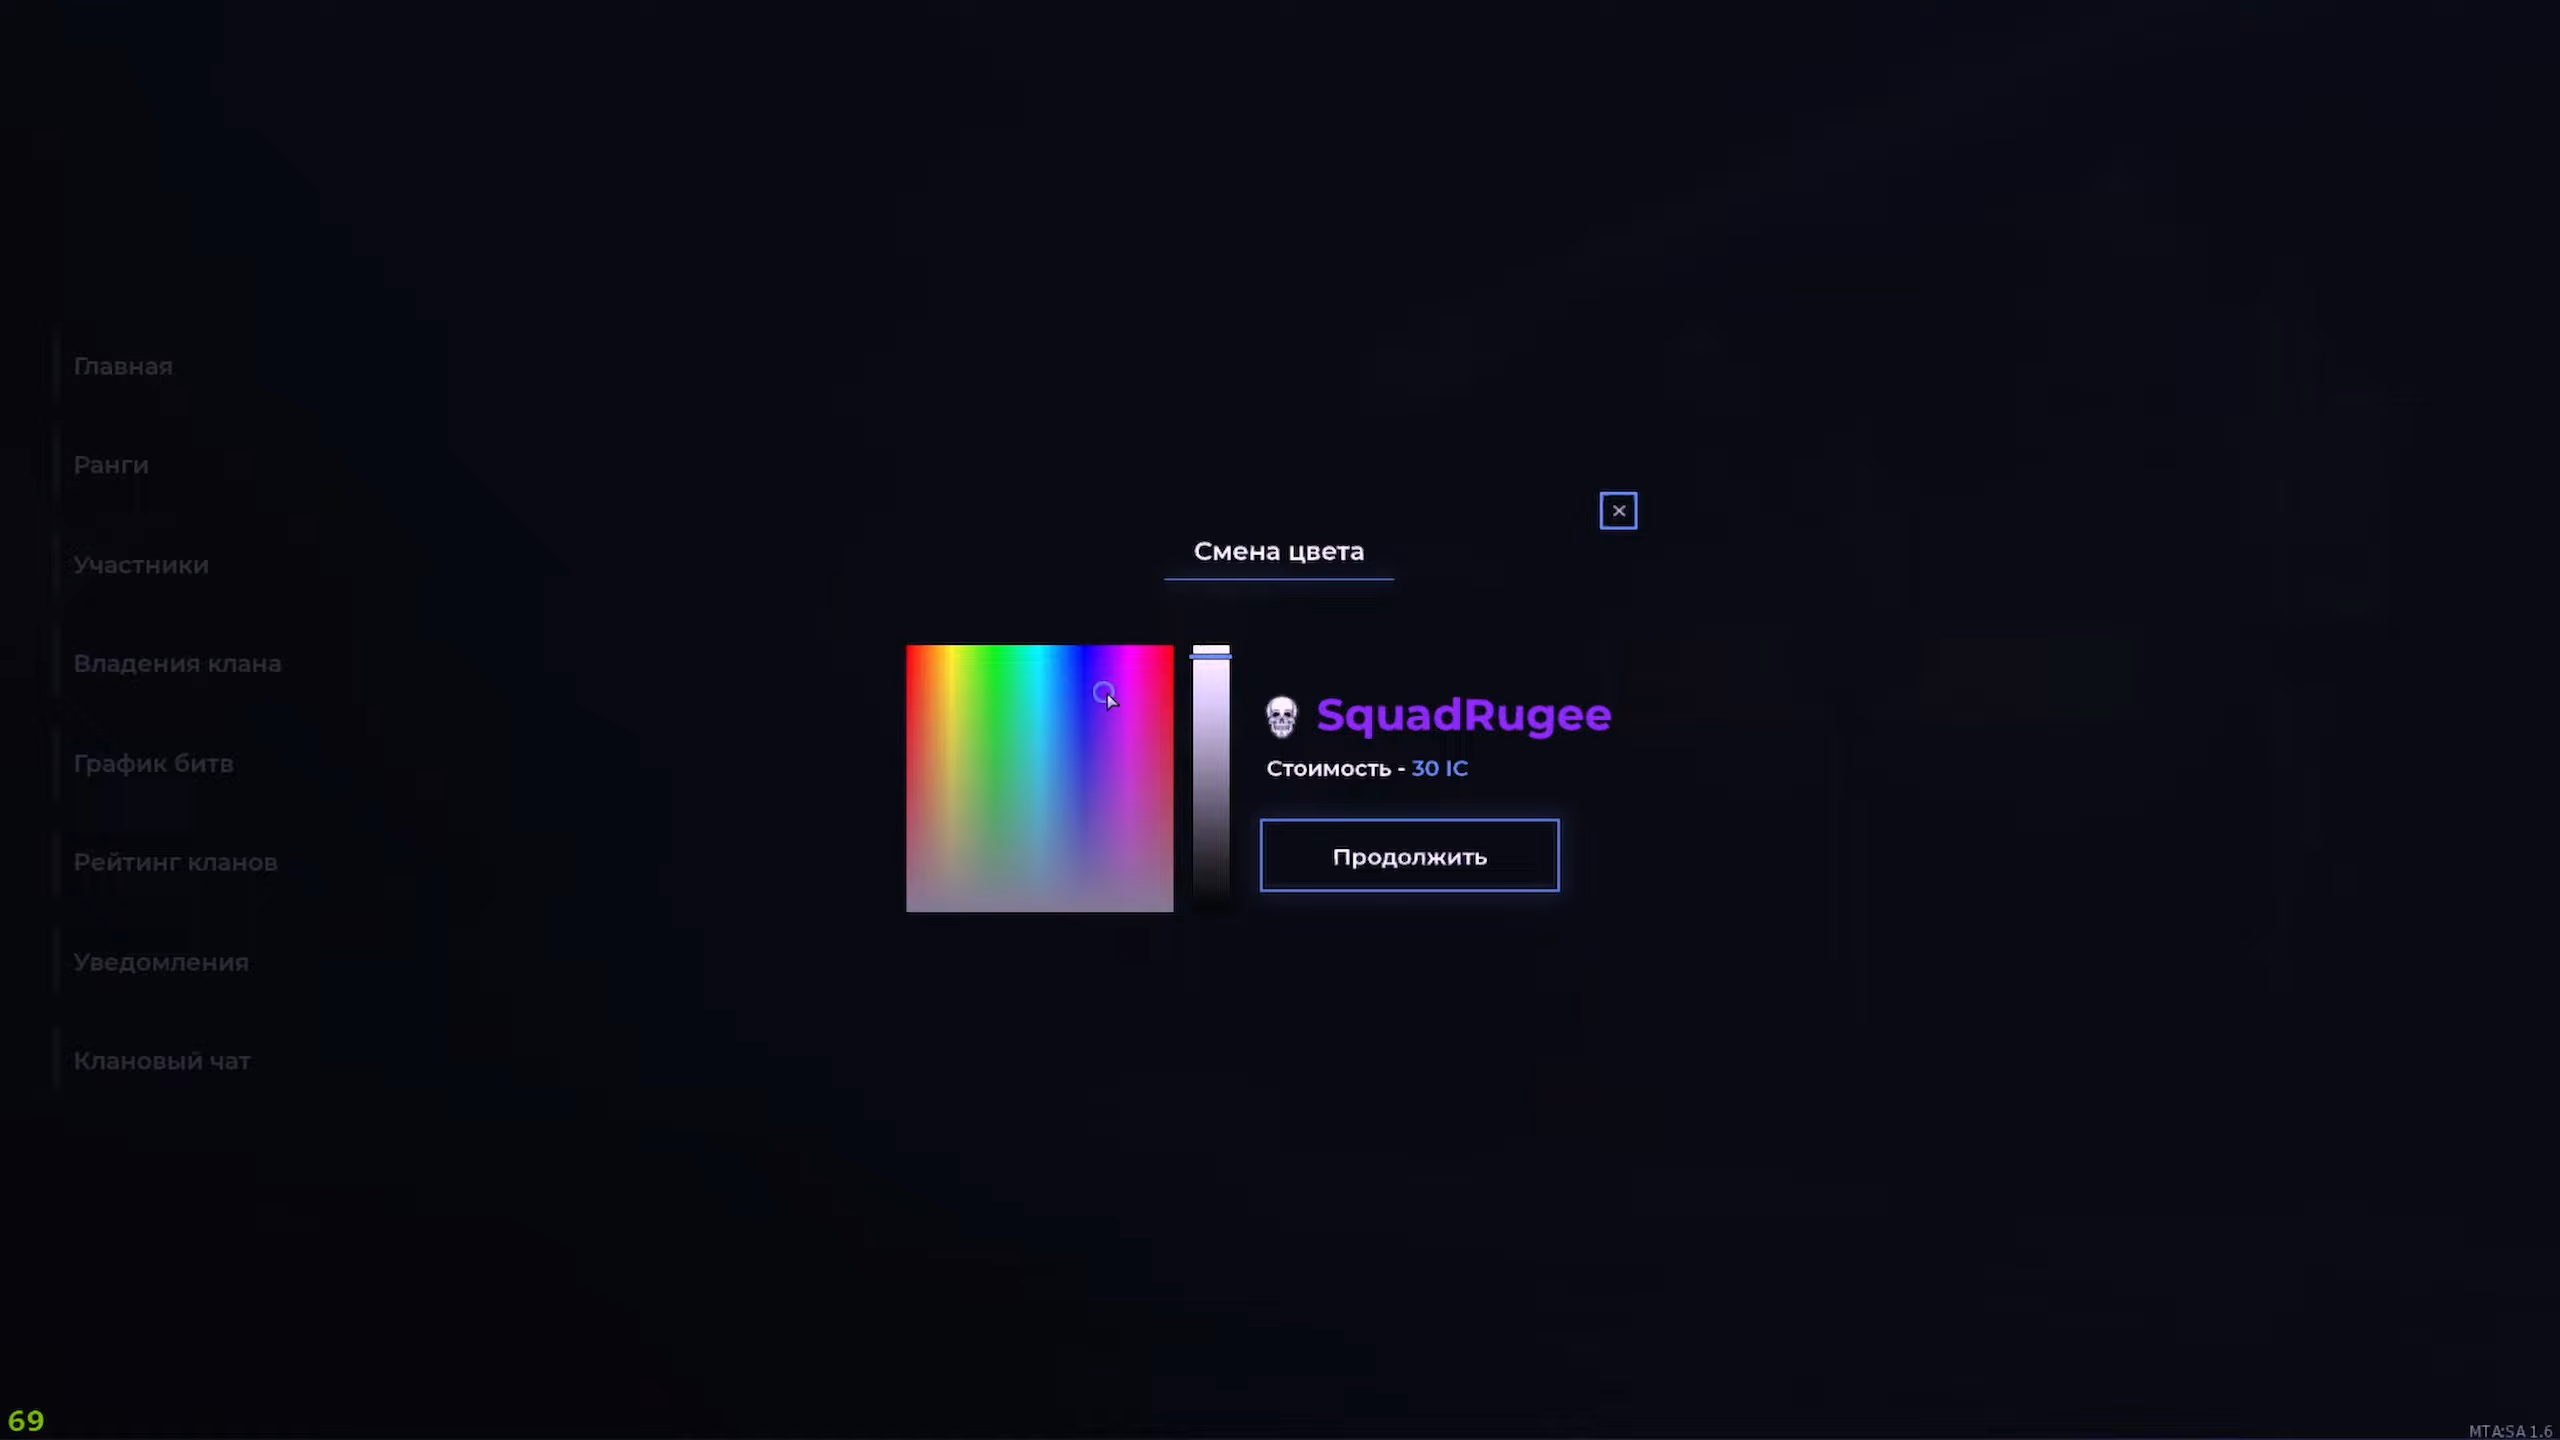 Главная
Ранги
Участники
Владения клана
График битв
Рейтинг кланов
Уведомления
Клановый чат
×
Смена цвета
SquadRugee
Стоимость - 30 IC
Продолжить
69
MTA:SA 1.6